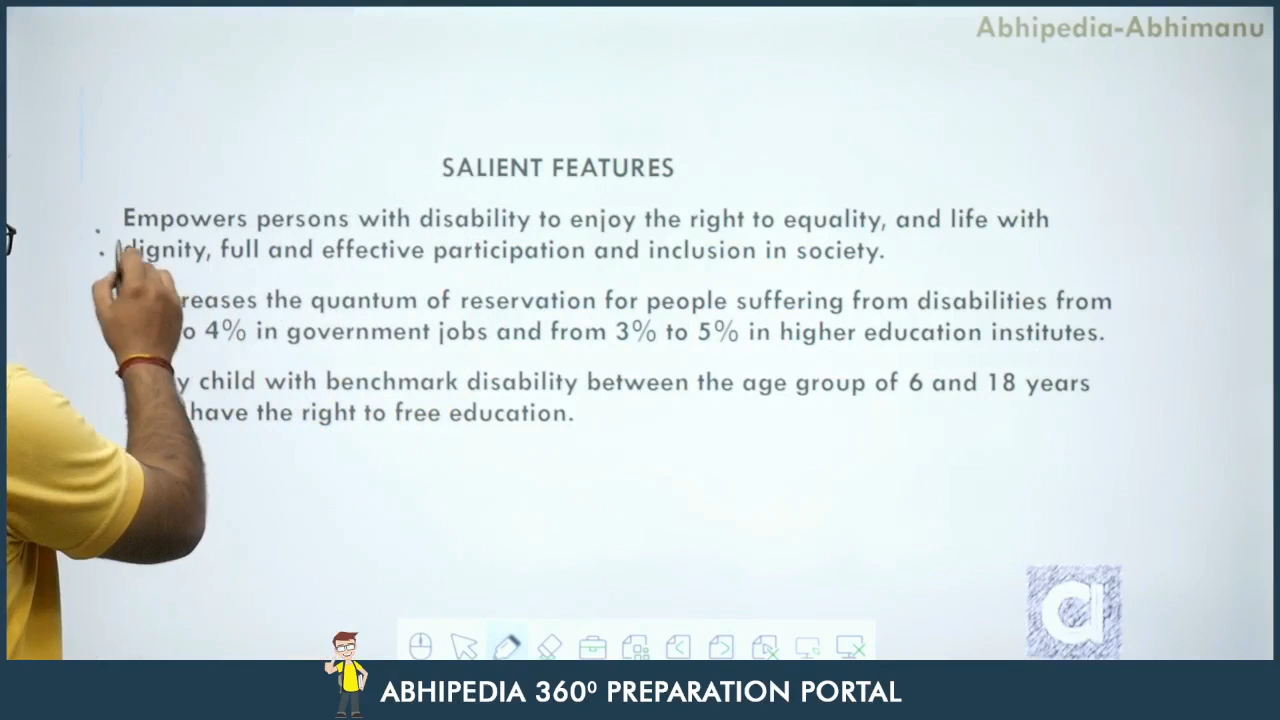 Abhipedia-Abhimanu
SALIENT FEATURES
Empowers persons with disability to enjoy the right to equality, and life with
dignity, full and effective participation and inclusion in society.
reases the quantum of reservation for people suffering from disabilities from
o 4% in government jobs and from 3% to 5% in higher education institutes.
y child with benchmark disability between the age group of 6 and 18 years
have the right to free education.
a
ABHIPEDIA 360⁰ PREPARATION PORTAL